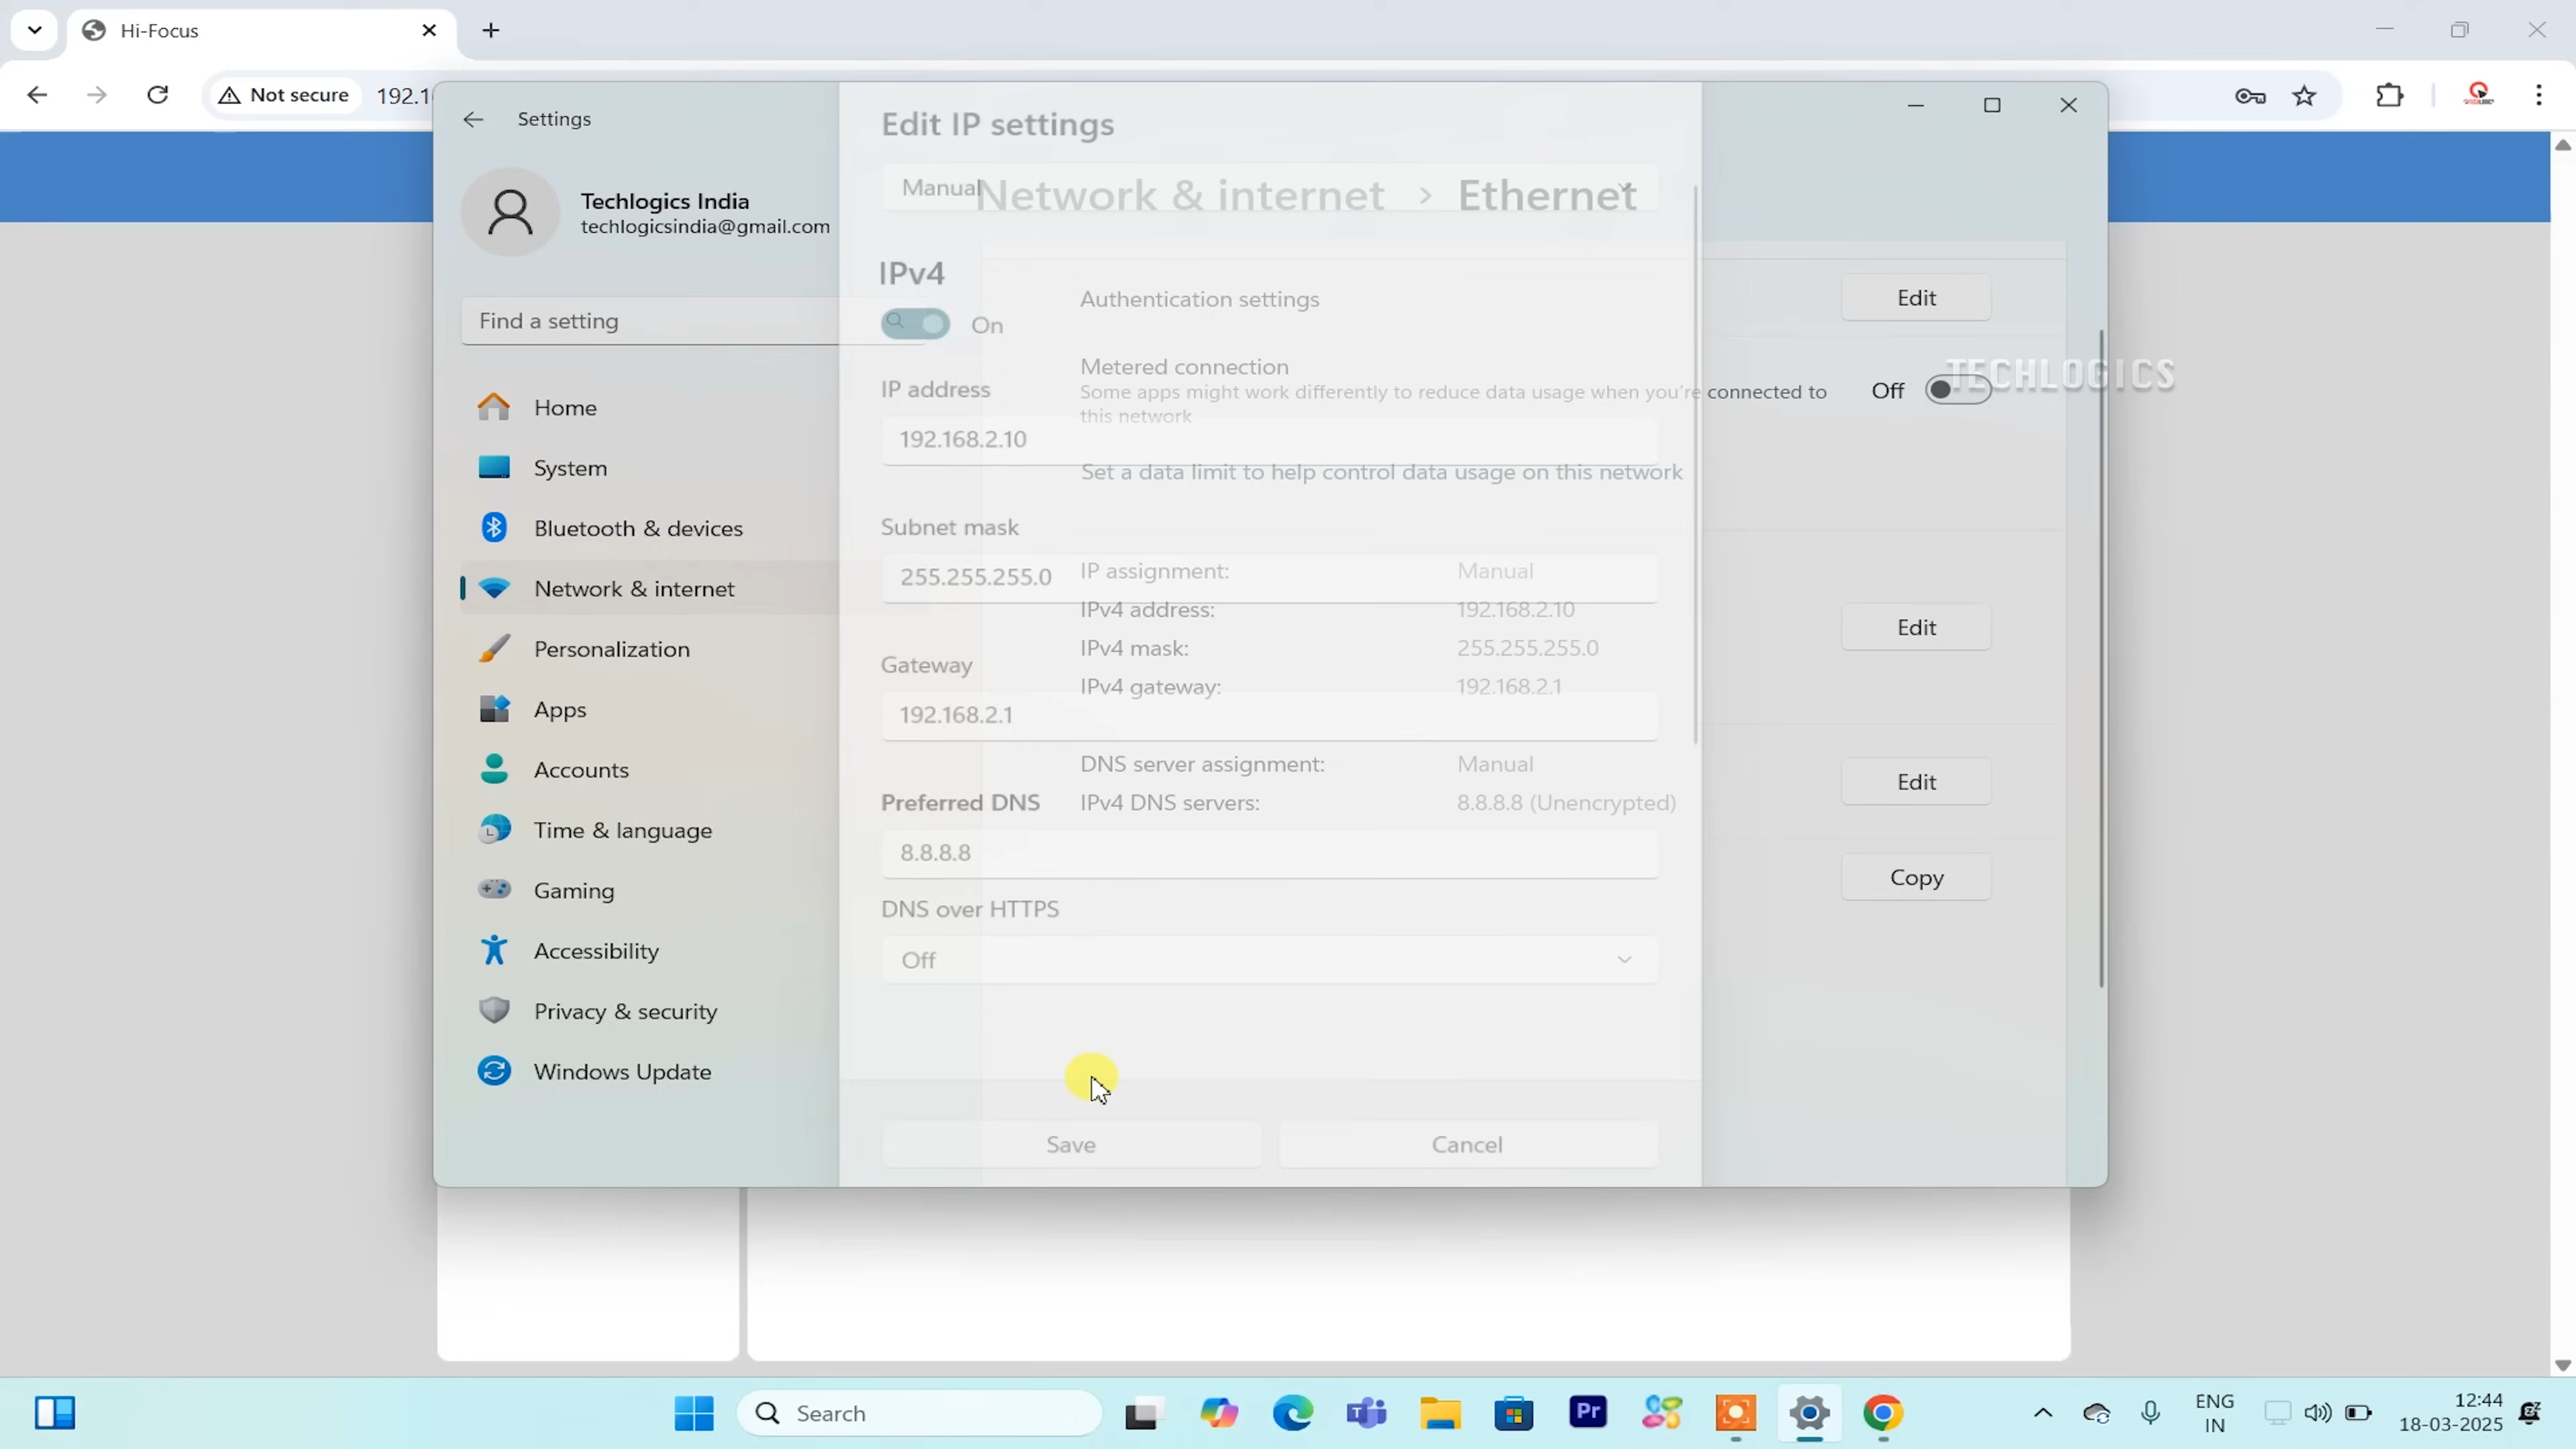 Hi-Focus
Not secure
192.1
Settings
Techlogics India
techlogicsindia@gmail.com
Find a setting
Home
System
Bluetooth & devices
Network & internet
Personalization
Apps
Accounts
Time & language
Gaming
Accessibility
Privacy & security
Windows Update
Edit IP settings
Manual
IPv4
On
IP address
192.168.2.10
Subnet mask
255.255.255.0
Gateway
192.168.2.1
Preferred DNS
8.8.8.8
DNS over HTTPS
Off
Save Cancel
Network & internet › Ethernet
Authentication settings Edit
Metered connection
Some apps might work differently to reduce data usage when you're connected to
this network
Off
Set a data limit to help control data usage on this network
IP assignment: Manual
IPv4 address: 192.168.2.10
IPv4 mask: 255.255.255.0
IPv4 gateway: 192.168.2.1
Edit
DNS server assignment: Manual
IPv4 DNS servers: 8.8.8.8 (Unencrypted)
Edit
Copy
TECHLOGICS
Search
Pr
ENG
IN
12:44
18-03-2025